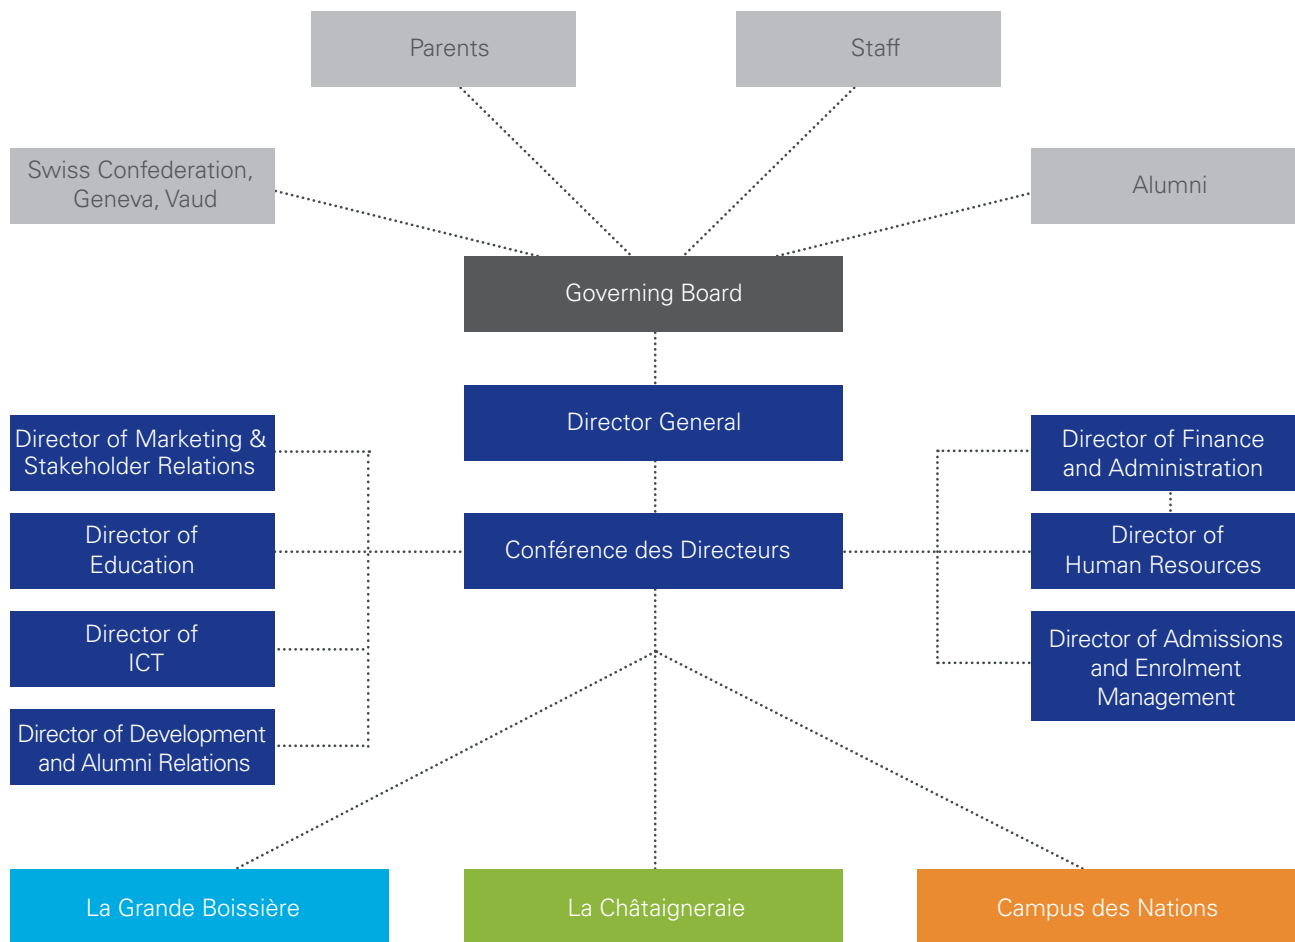 Parents
Staff
Swiss Confederation,
Geneva, Vaud
Alumni
Governing Board
Director General
Director of Marketing &
Stakeholder Relations
Director of Finance
and Administration
Director of
Education
Conférence des Directeurs
Director of
Human Resources
Director of
ICT
Director of Admissions
and Enrolment
Management
Director of Development
and Alumni Relations
La Grande Boissière
La Châtaigneraie
Campus des Nations